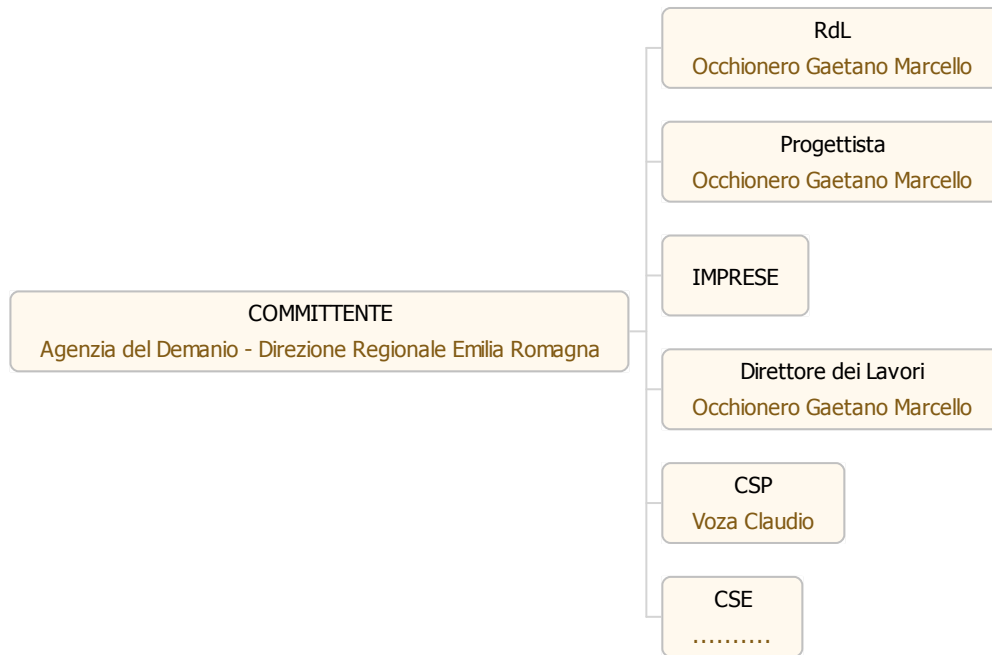 RdL
Occhionero Gaetano Marcello
Progettista
Occhionero Gaetano Marcello
IMPRESE
COMMITTENTE
Agenzia del Demanio - Direzione Regionale Emilia Romagna
Direttore dei Lavori
Occhionero Gaetano Marcello
CSP
Voza Claudio
CSE
..........